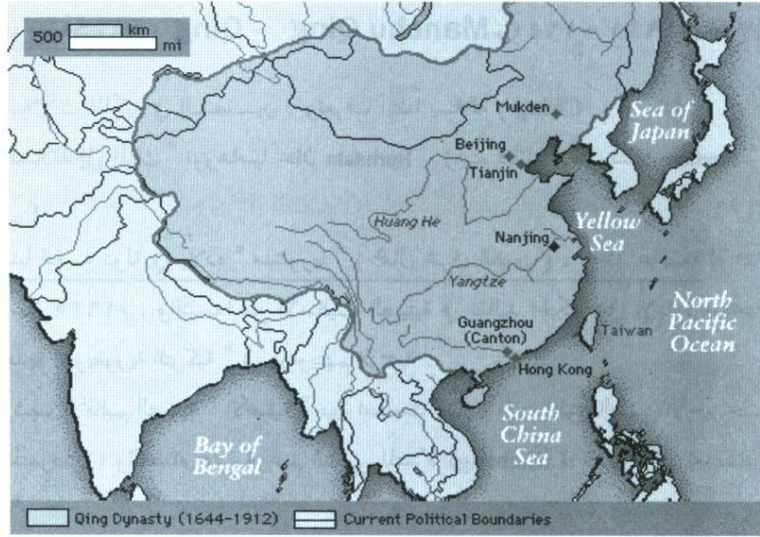 500
km
mi
Mukden
Sea of
Japan
Beijing
Tianjin
Huang He
Yellow
Sea
Nanjing
Yangtze
North
Pacific
Ocean
Guangzhou
(Canton)
Taiwan
Hong Kong
South
China
Sea
Bay of
Bengal
Qing Dynasty (1644-1912)
Current Political Boundaries